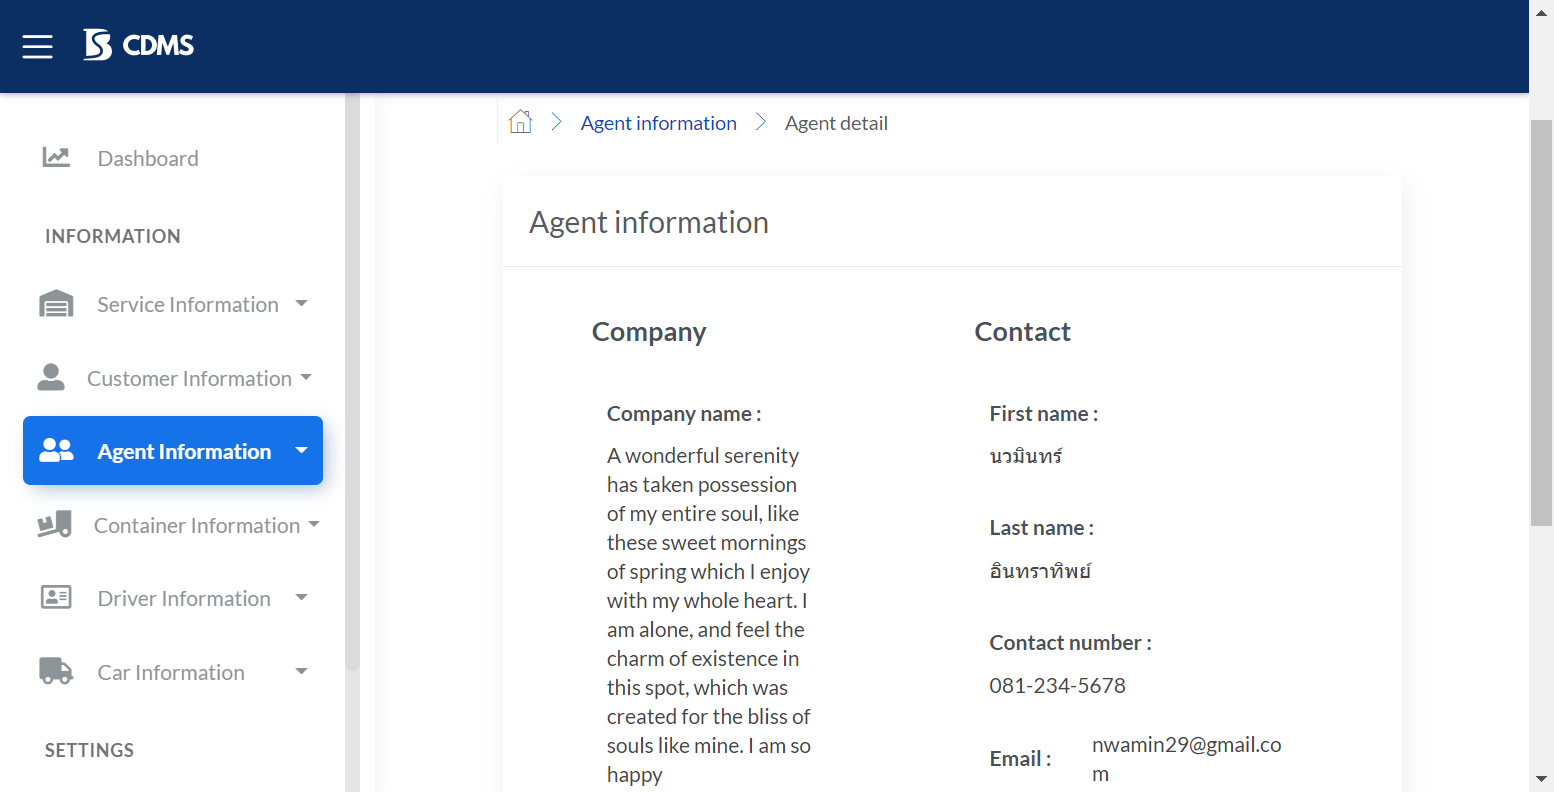 CDMS
Agent information
Agent detail
Dashboard
INFORMATION
Service Information
Customer Information
Agent Information
Container Information
Driver Information
Car Information
SETTINGS
Agent information
Company
Company name :
A wonderful serenity
has taken possession
of my entire soul, like
these sweet mornings
of spring which I enjoy
with my whole heart. I
am alone, and feel the
charm of existence in
this spot, which was
created for the bliss of
souls like mine. I am so
happy
Contact
First name :
นวมินทร์
Last name :
อินทราทิพย์
Contact number :
081-234-5678
Email :
nwamin29@gmail.co
m